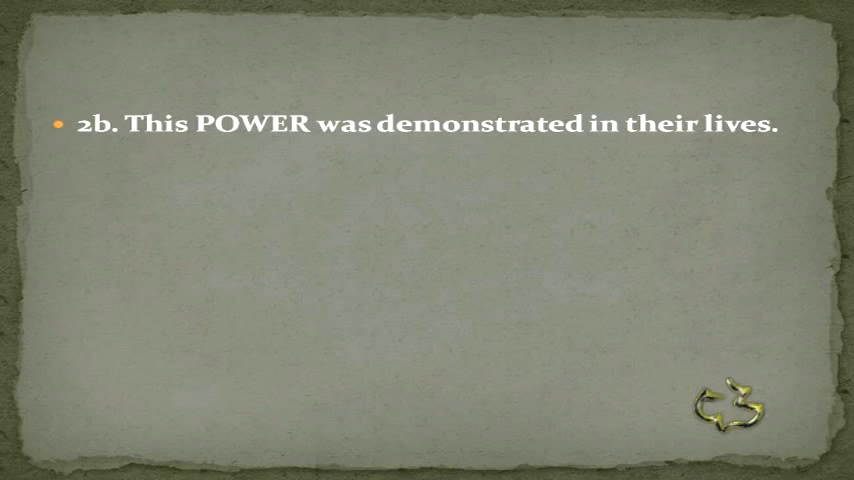 • 2b. This POWER was demonstrated in their lives.